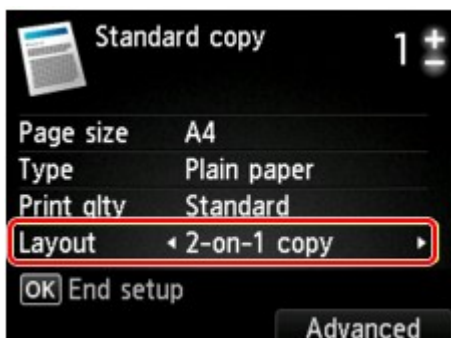 Standard copy
1 + -
Page size A4
Type Plain paper
Print qlty Standard
Layout 2-on-1 copy
OK End setup
Advanced